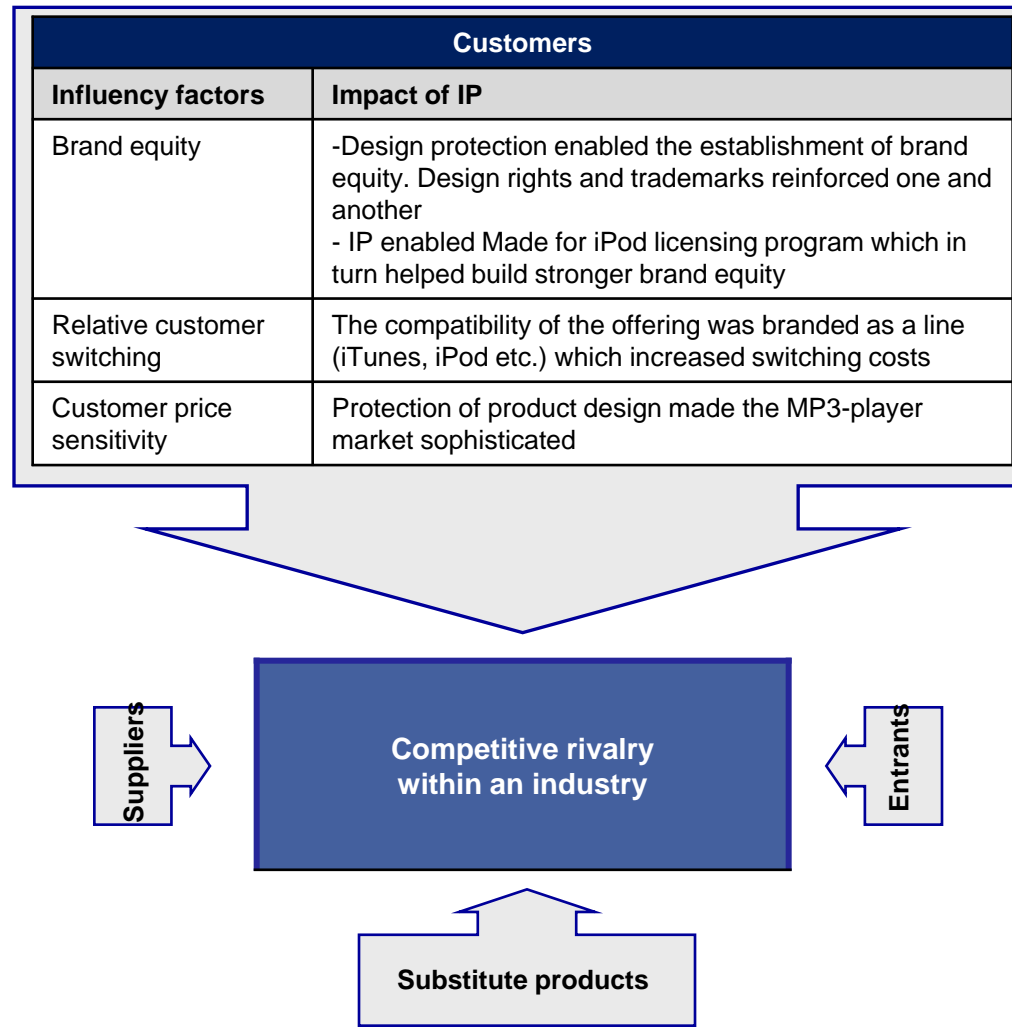 Customers
Influency factors
Impact of IP
Brand equity
-Design protection enabled the establishment of brand
equity. Design rights and trademarks reinforced one and
another
- IP enabled Made for iPod licensing program which in
turn helped build stronger brand equity
Relative customer
switching
The compatibility of the offering was branded as a line
(iTunes, iPod etc.) which increased switching costs
Customer price
sensitivity
Protection of product design made the MP3-player
market sophisticated
Suppliers
Competitive rivalry
within an industry
Entrants
Substitute products